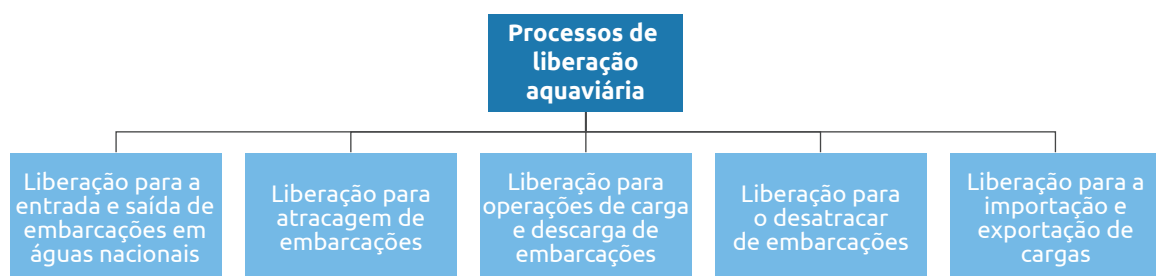 Processos de
liberação
aquaviária
Liberação para a
entrada e saída de
embarcações em
águas nacionais
Liberação para
atracagem de
embarcações
Liberação para
operações de carga
e descarga de
embarcações
Liberação para
o desatracar
de embarcações
Liberação para a
importação e
exportação de
cargas